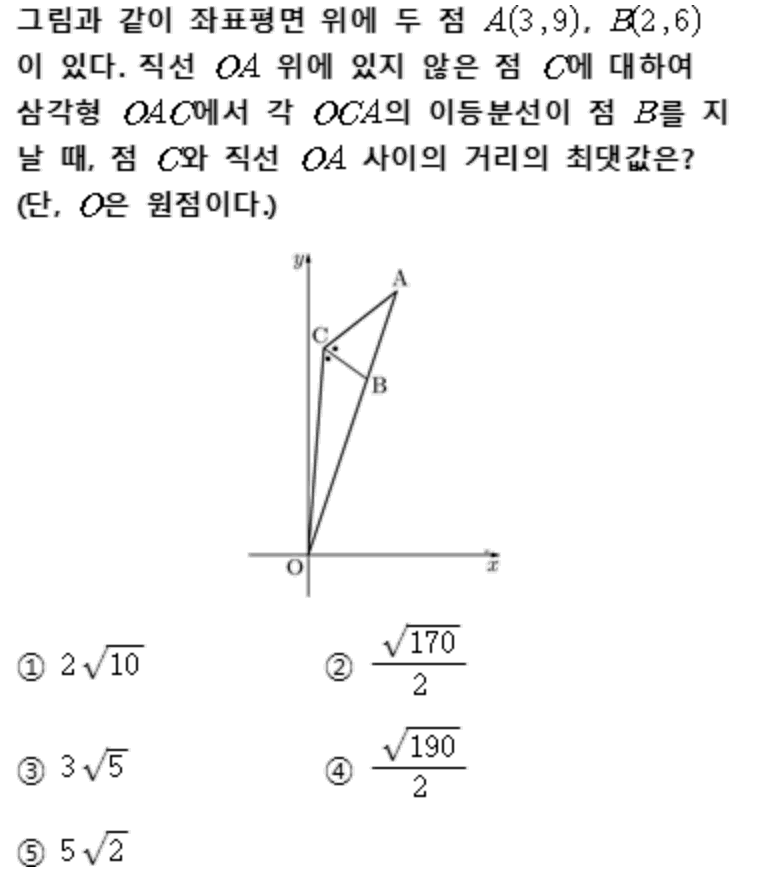 그림과 같이 좌표평면 위에 두 점 A(3,9), B(2,6)
이 있다. 직선 OA 위에 있지 않은 점 C에 대하여
삼각형 OAC에서 각 OCA의 이등분선이 점 B를 지
날 때, 점 C와 직선 OA 사이의 거리의 최댓값은?
(단, O은 원점이다.)
y
A
C
B
O
x
① 2√10 ② √170/2
③ 3√5 ④ √190/2
⑤ 5√2